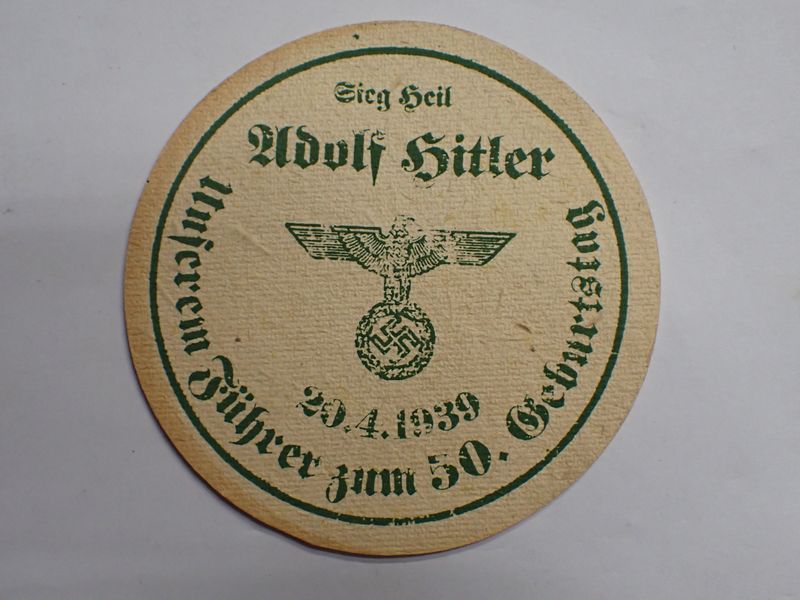 Sieg Heil
Adolf Hitler
20.4.1939
Unserem Führer zum 50. Geburtstag